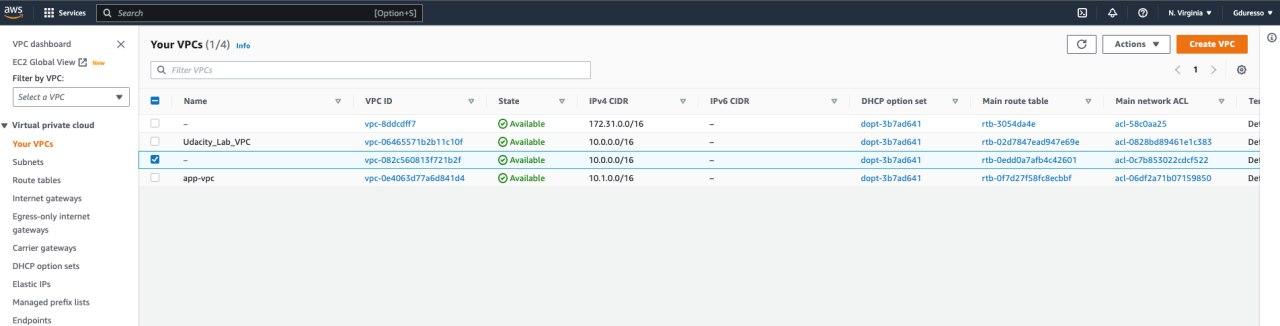 aws Services Search [Option+S] N. Virginia Gduresso
VPC dashboard
EC2 Global View New
Filter by VPC:
Select a VPC
Virtual private cloud
Your VPCs
Subnets
Route tables
Internet gateways
Egress-only internet
gateways
Carrier gateways
DHCP option sets
Elastic IPs
Managed prefix lists
Endpoints
Your VPCs (1/4) Info Actions Create VPC
Filter VPCs 1
Name VPC ID State IPv4 CIDR IPv6 CIDR DHCP option set Main route table Main network ACL
– vpc-8ddcdff7 Available 172.31.0.0/16 – dopt-3b7ad641 rtb-3054da4e acl-58c0aa25 Def
Udacity_Lab_VPC vpc-06465571b2b11c10f Available 10.0.0.0/16 – dopt-3b7ad641 rtb-02d7847ead947e69e acl-0828bd89461e1c383 Def
– vpc-082c560813f721b2f Available 10.0.0.0/16 – dopt-3b7ad641 rtb-0edd0a7afb4c42601 acl-0c7b853022cdcf522 Def
app-vpc vpc-0e4063d77a6d841d4 Available 10.1.0.0/16 – dopt-3b7ad641 rtb-0f7d27f58fc8ecbbf acl-06df2a71b07159850 Def